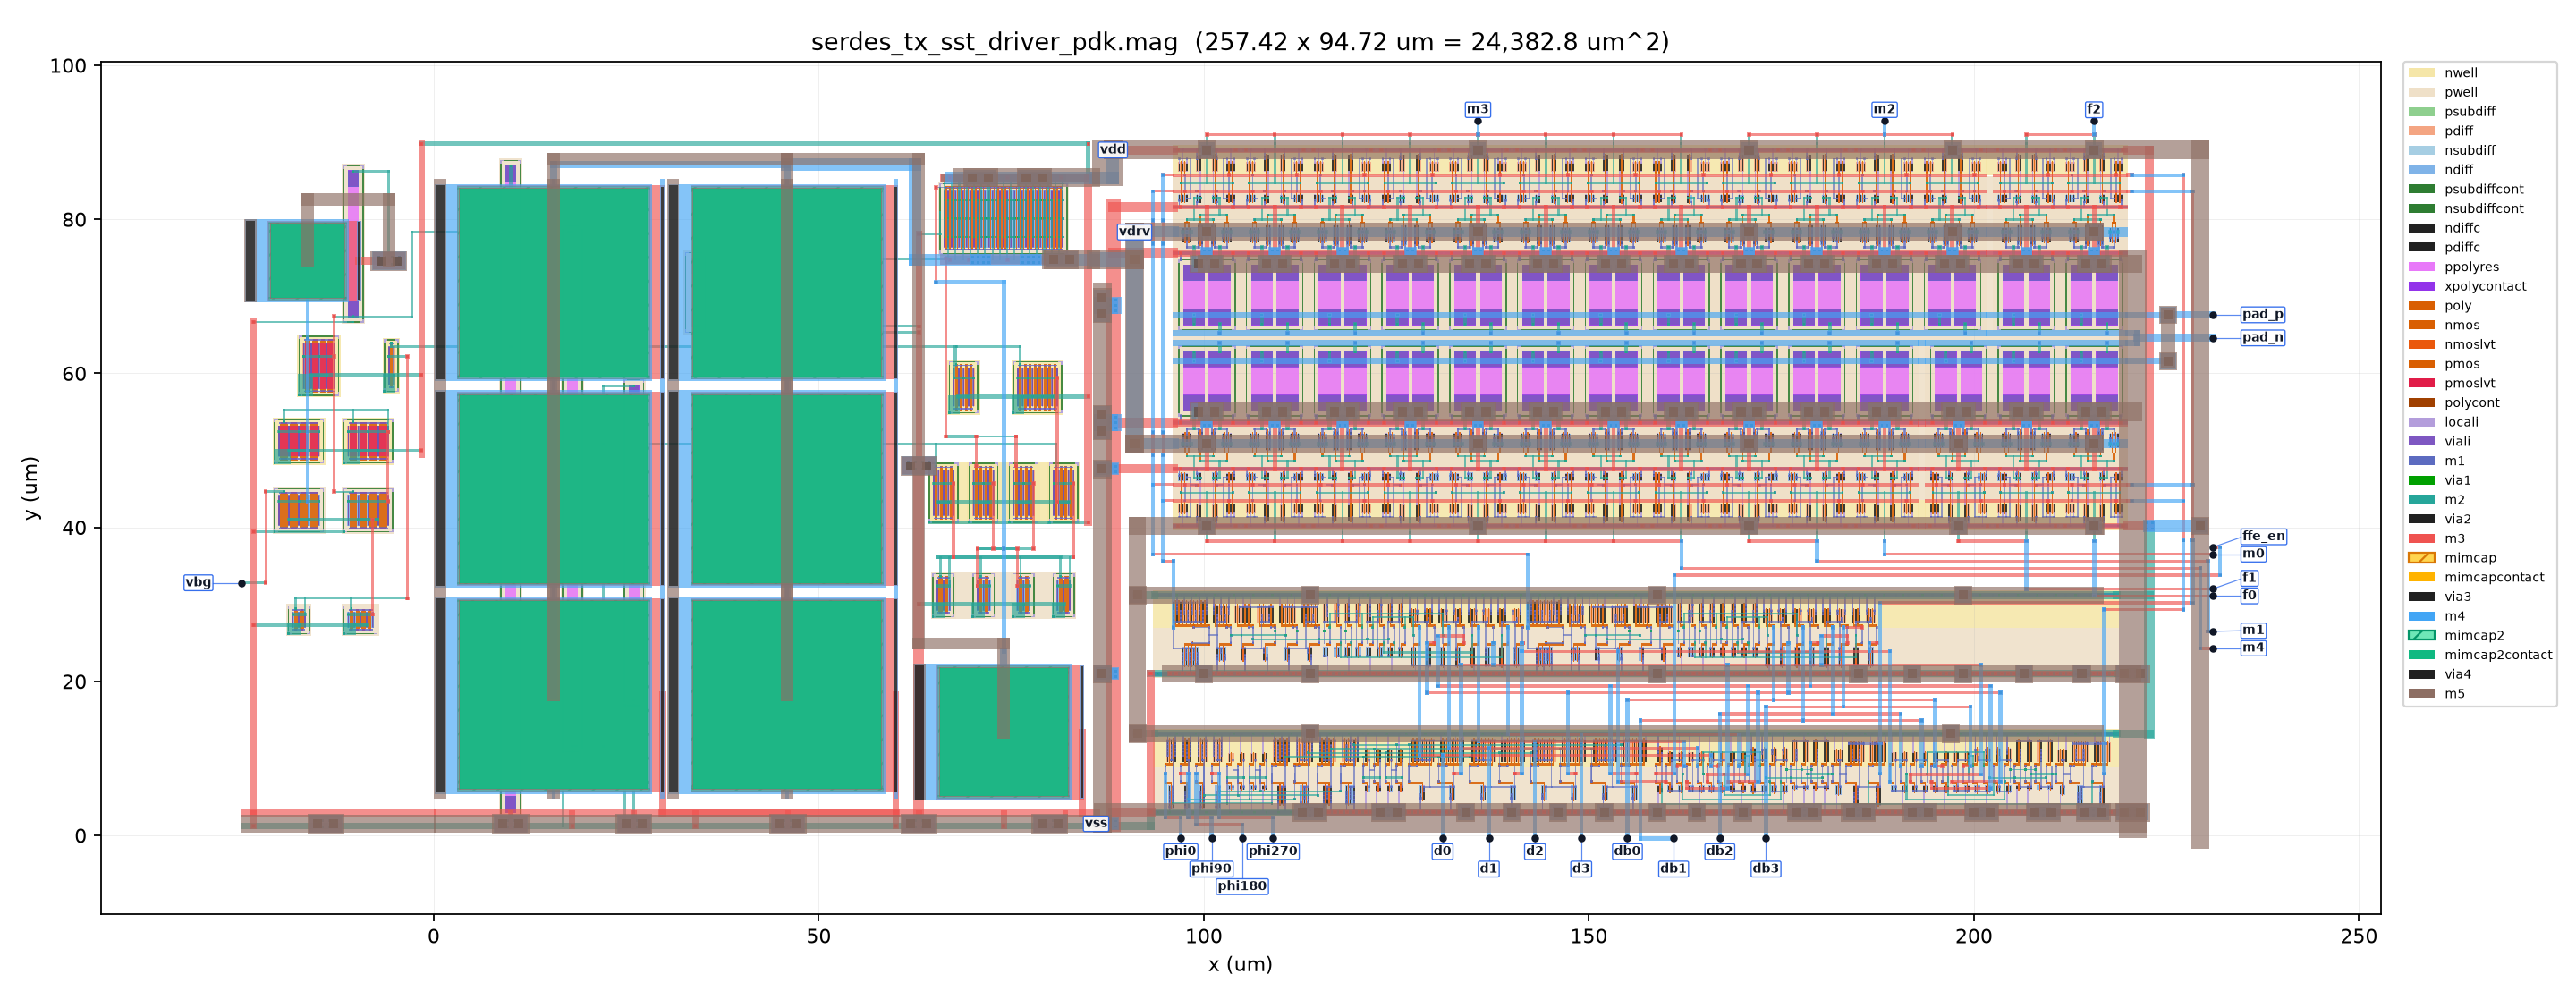 serdes_tx_sst_driver_pdk.mag  (257.42 x 94.72 um = 24,382.8 um^2)
100
80
60
40
20
0
y (um)
0
50
100
150
200
250
x (um)
m3
m2
f2
vdd
vdrv
pad_p
pad_n
ffe_en
m0
f1
f0
m1
m4
vbg
vss
phi0
phi90
phi180
phi270
d0
d1
d2
d3
db0
db1
db2
db3
nwell
pwell
psubdiff
pdiff
nsubdiff
ndiff
psubdiffcont
nsubdiffcont
ndiffc
pdiffc
ppolyres
xpolycontact
poly
nmos
nmoslvt
pmos
pmoslvt
polycont
locali
viali
m1
via1
m2
via2
m3
mimcap
mimcapcontact
via3
m4
mimcap2
mimcap2contact
via4
m5